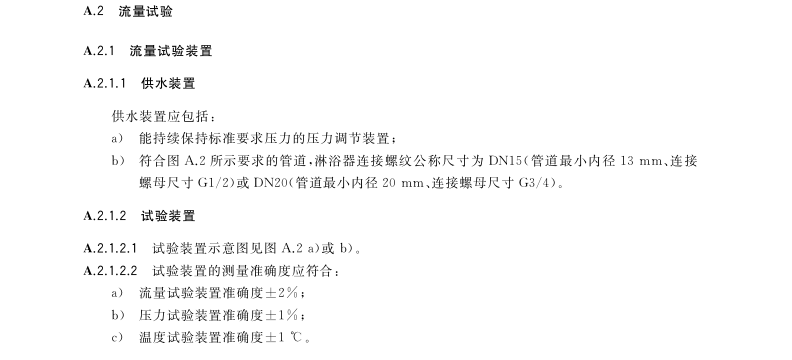 A.2 流量试验
A.2.1 流量试验装置
A.2.1.1 供水装置
供水装置应包括:
a) 能持续保持标准要求压力的压力调节装置;
b) 符合图 A.2 所示要求的管道,淋浴器连接螺纹公称尺寸为 DN15(管道最小内径 13 mm、连接
螺母尺寸 G1/2)或 DN20(管道最小内径 20 mm、连接螺母尺寸 G3/4)。
A.2.1.2 试验装置
A.2.1.2.1 试验装置示意图见图 A.2 a)或 b)。
A.2.1.2.2 试验装置的测量准确度应符合:
a) 流量试验装置准确度±2%;
b) 压力试验装置准确度±1%;
c) 温度试验装置准确度±1 ℃。